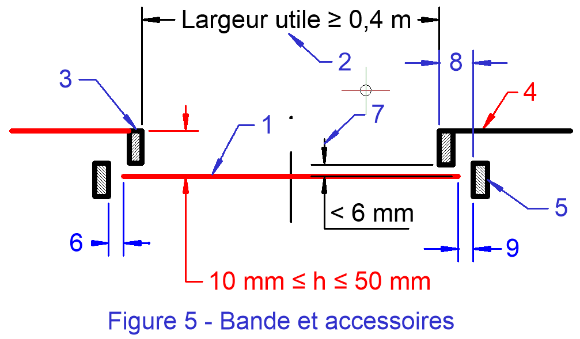 Largeur utile ≥ 0,4 m
2
3
8
4
1
7
< 6 mm
5
6
9
10 mm ≤ h ≤ 50 mm
Figure 5 - Bande et accessoires